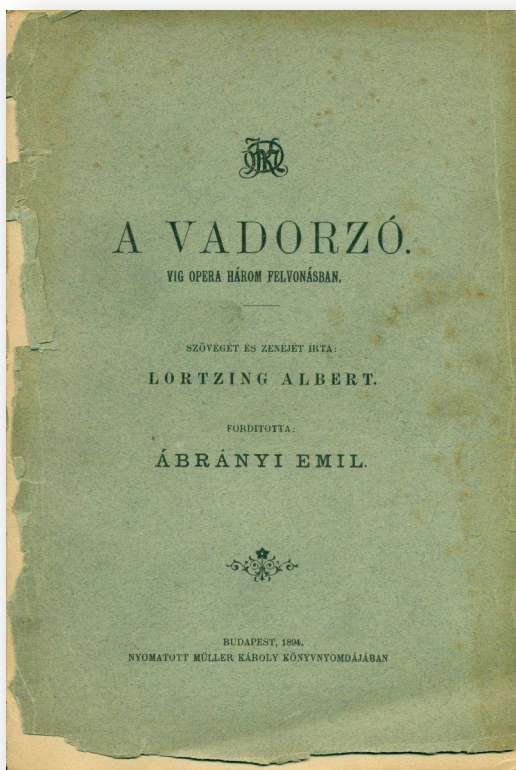 A VADORZÓ.
VIG OPERA HÁROM FELVONÁSBAN.
SZÖVEGÉT ÉS ZENÉJÉT ÍRTA:
LORTZING ALBERT.
FORDITOTTA:
ÁBRÁNYI EMIL.
BUDAPEST, 1894.
NYOMATOTT MÜLLER KÁROLY KÖNYVNYOMDÁJÁBAN